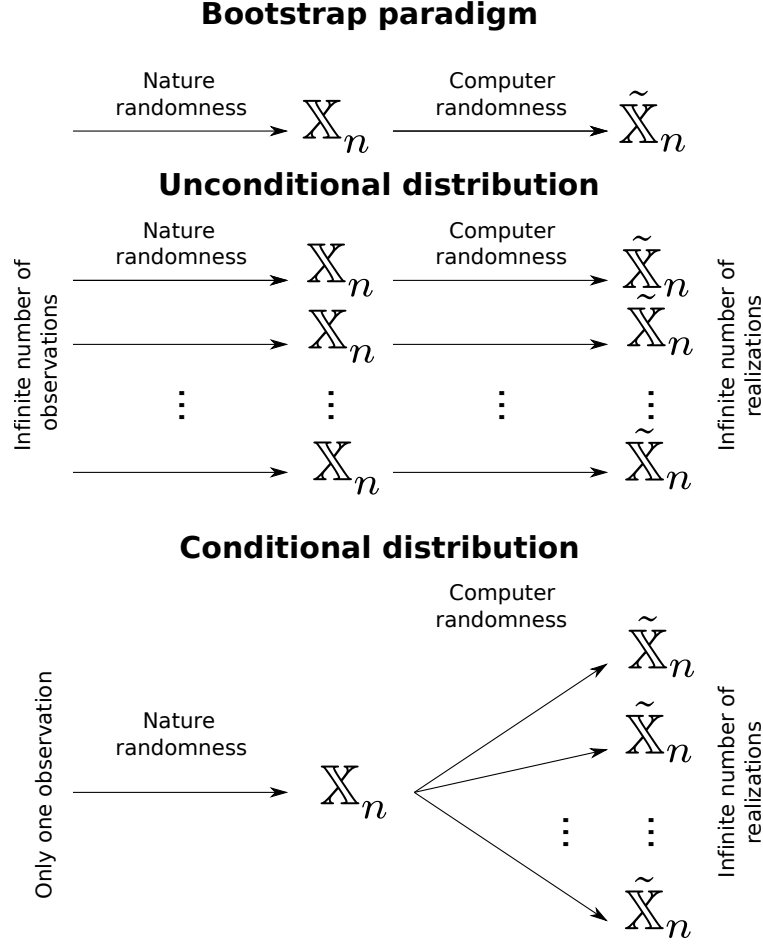 Bootstrap paradigm
Nature
randomness
𝕏ₙ
Computer
randomness
𝕏̃ₙ
Unconditional distribution
Infinite number of
observations
Nature
randomness
𝕏ₙ
Computer
randomness
𝕏̃ₙ
𝕏ₙ
𝕏̃ₙ
⋮ ⋮ ⋮ ⋮
𝕏ₙ
𝕏̃ₙ
Infinite number of
realizations
Conditional distribution
Only one observation
Nature
randomness
𝕏ₙ
Computer
randomness
𝕏̃ₙ
𝕏̃ₙ
⋮ ⋮
𝕏̃ₙ
Infinite number of
realizations